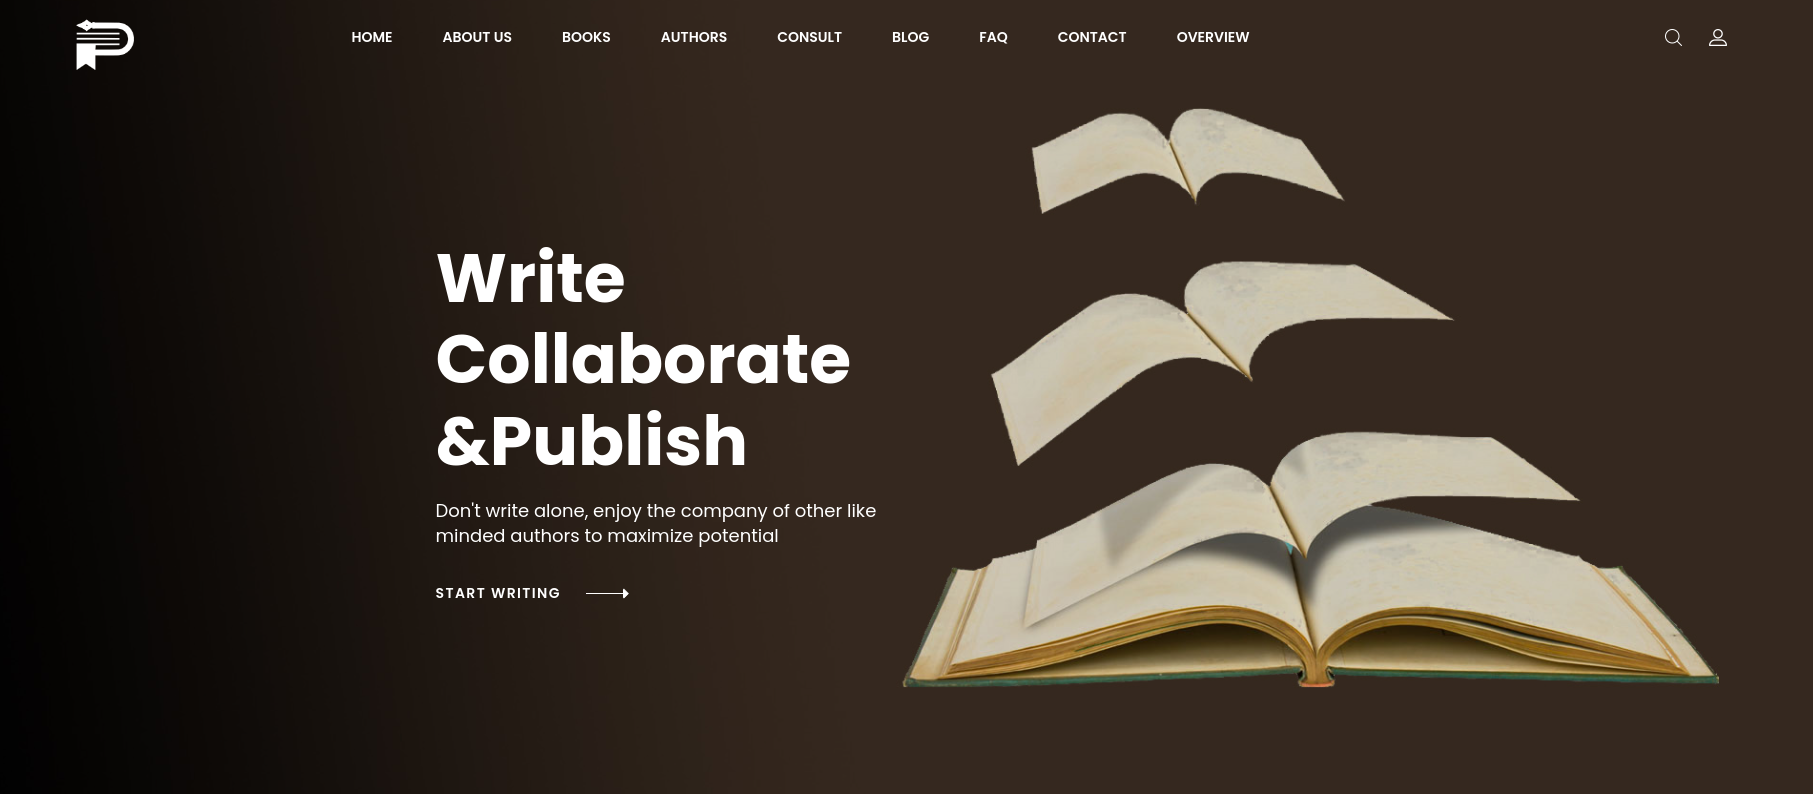 HOME ABOUT US BOOKS AUTHORS CONSULT BLOG FAQ CONTACT OVERVIEW
Write
Collaborate
&Publish
Don't write alone, enjoy the company of other like
minded authors to maximize potential
START WRITING